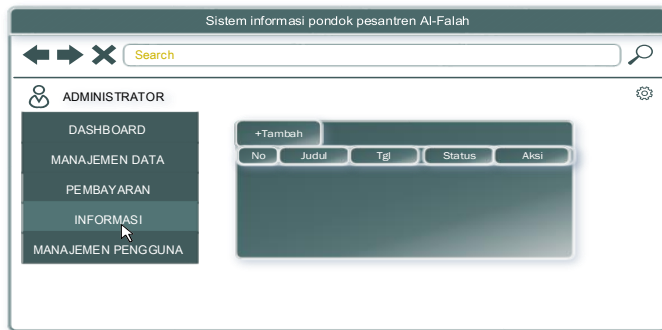 Sistem informasi pondok pesantren Al-Falah
Search
ADMINISTRATOR
DASHBOARD
MANAJEMEN DATA
PEMBAYARAN
INFORMASI
MANAJEMEN PENGGUNA
+Tambah
No Judul Tgl Status Aksi